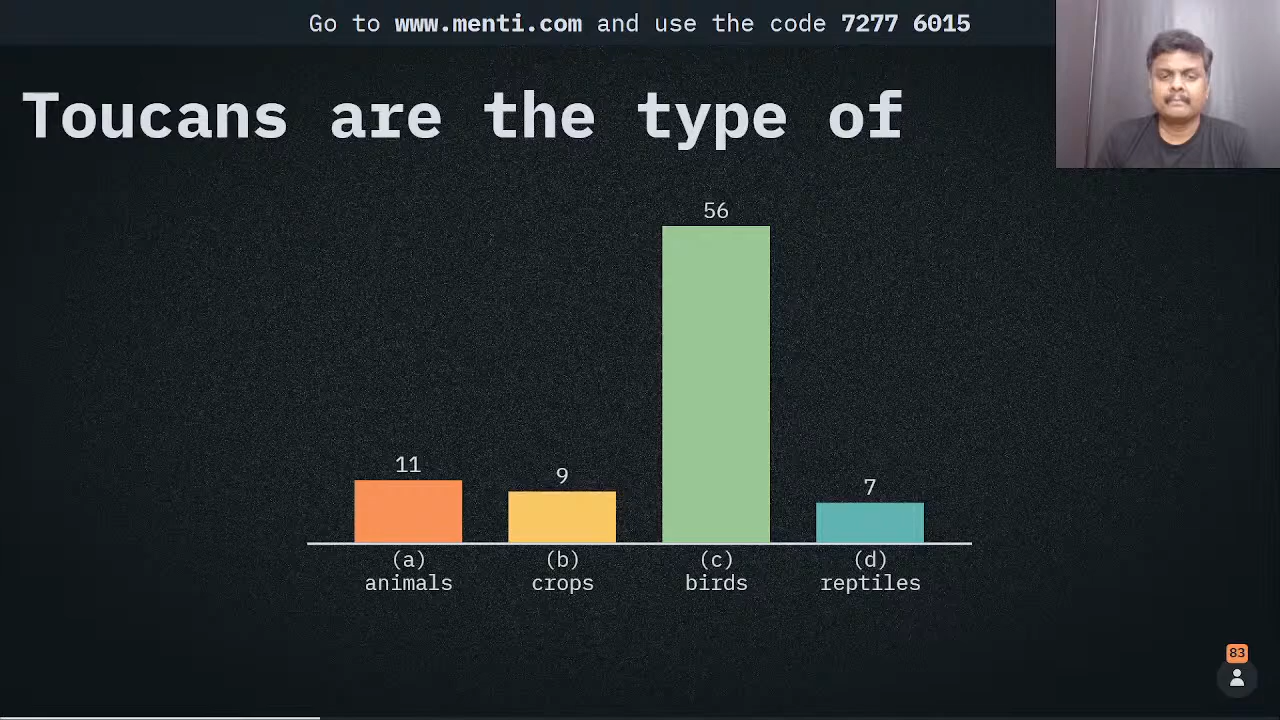 Go to www.menti.com and use the code 7277 6015
Toucans are the type of
56
11
9
7
(a)
animals
(b)
crops
(c)
birds
(d)
reptiles
83